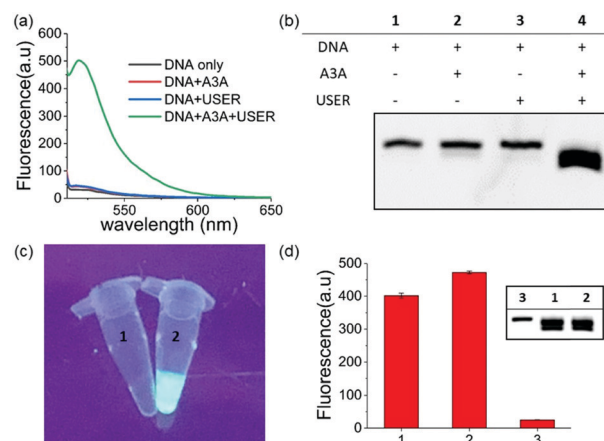 (a)
Fluorescence(a.u)
600
500
400
300
200
100
0
550
600
650
wavelength (nm)
DNA only
DNA+A3A
DNA+USER
DNA+A3A+USER
(b)
1 2 3 4
DNA + + + +
A3A - + - +
USER - - + +
(c)
1 2
(d)
Fluorescence(a.u)
500
400
300
200
100
0
1 2 3
3 1 2